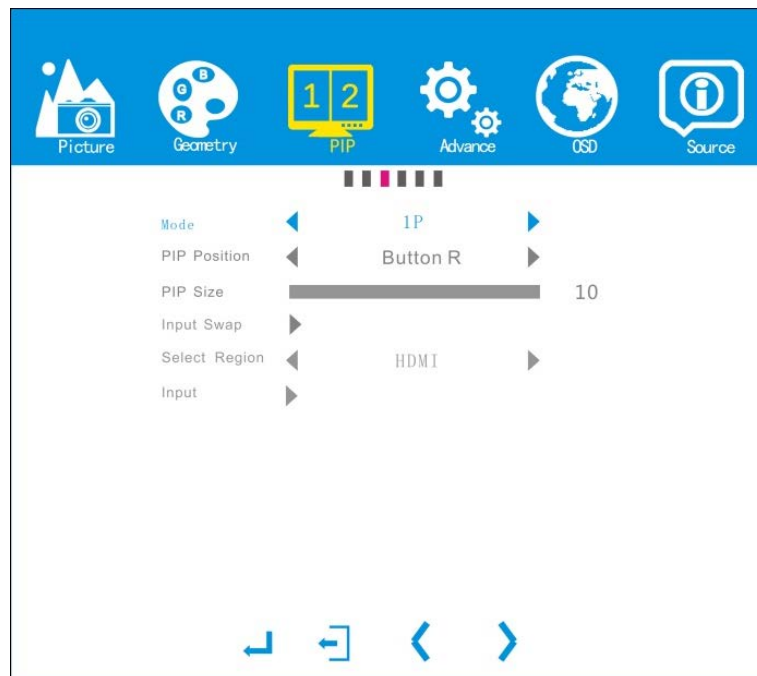 B
G
R
1 2
Picture Geometry PIP Advance OSD Source
Mode 1P
PIP Position Button R
PIP Size 10
Input Swap
Select Region HDMI
Input